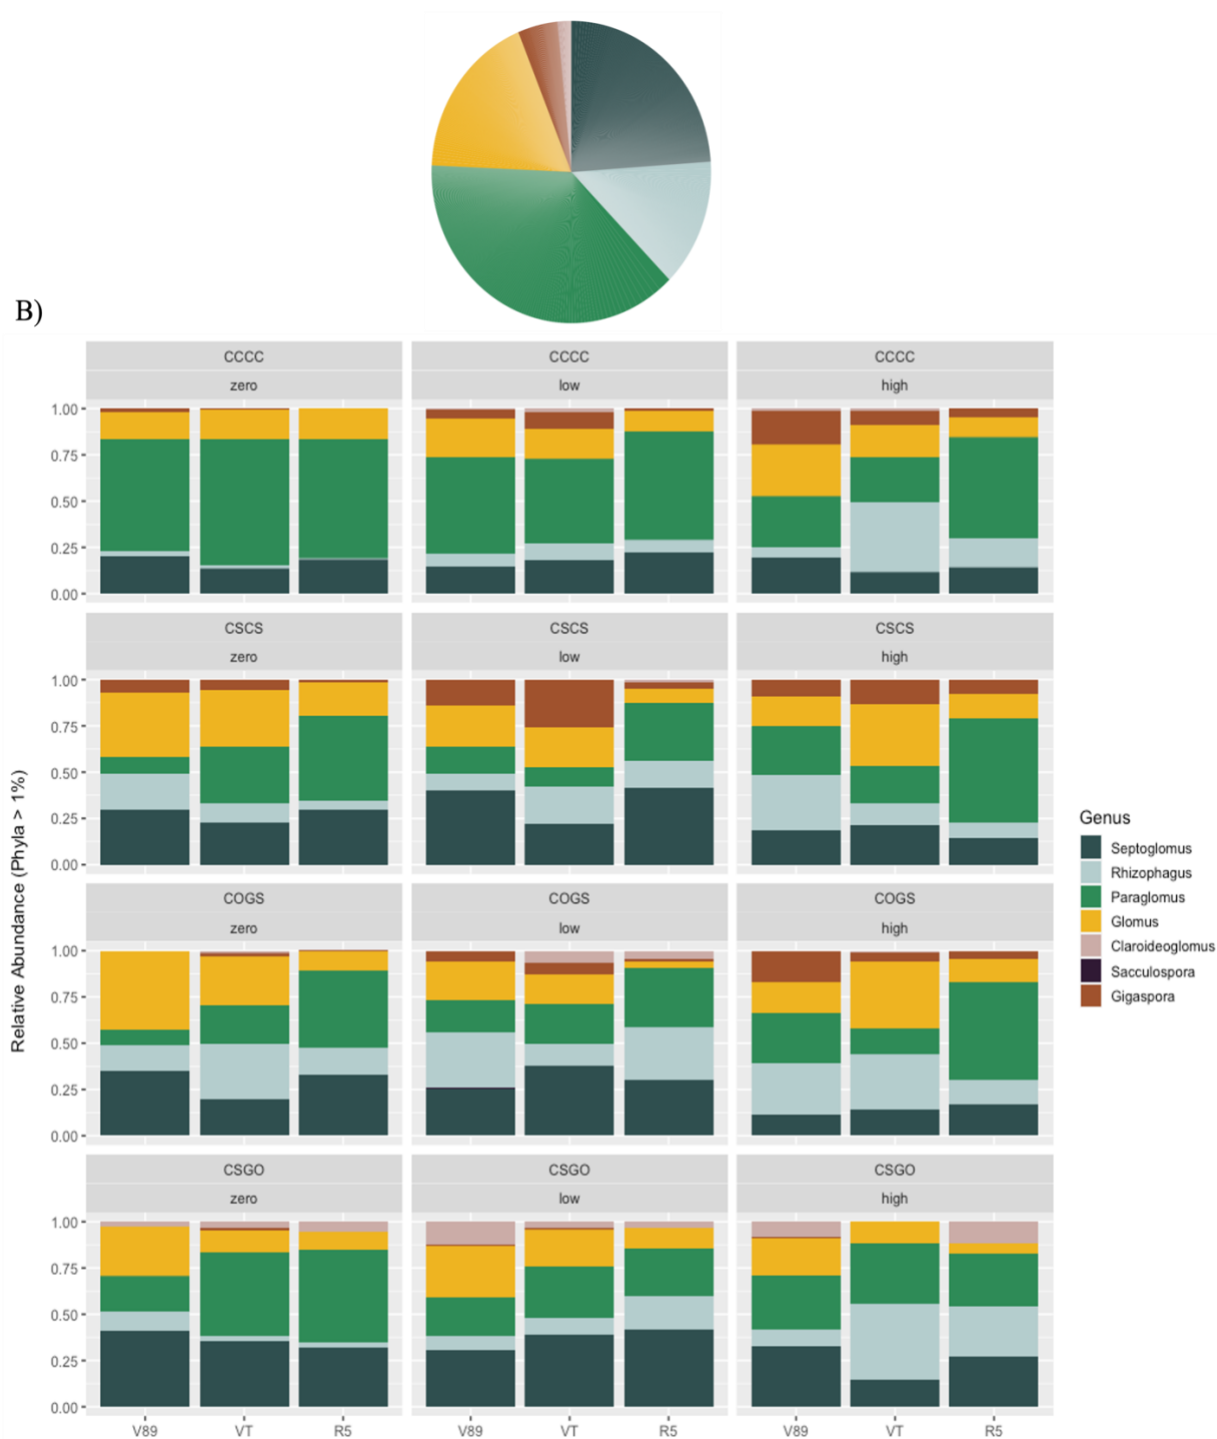 B)
CCCC CCCC CCCC
zero low high
1.00
0.75
0.50
0.25
0.00
CSCS CSCS CSCS
zero low high
1.00
0.75
0.50
0.25
0.00
COGS COGS COGS
zero low high
1.00
0.75
0.50
0.25
0.00
CSGO CSGO CSGO
zero low high
1.00
0.75
0.50
0.25
0.00
V89 VT R5 V89 VT R5 V89 VT R5
Relative Abundance (Phyla > 1%)
Genus
Septoglomus
Rhizophagus
Paraglomus
Glomus
Claroideoglomus
Sacculospora
Gigaspora